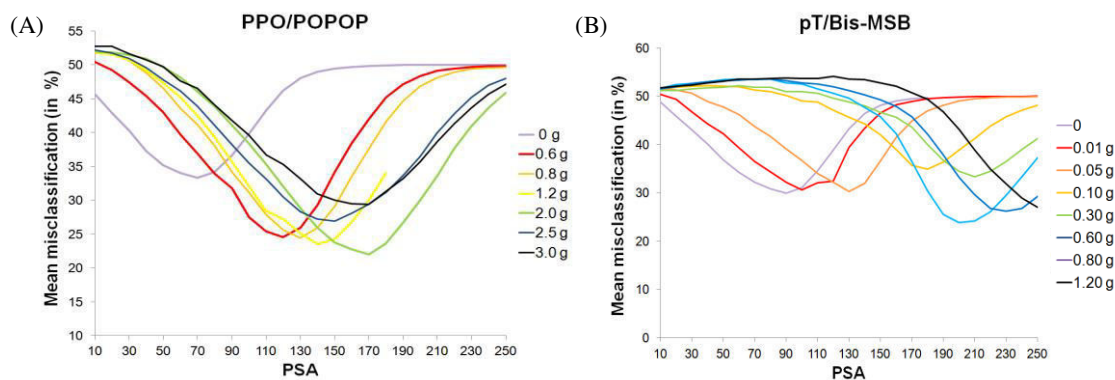 (A)
PPO/POPOP
Mean misclassification (in %)
55
50
45
40
35
30
25
20
15
10
10 30 50 70 90 110 130 150 170 190 210 230 250
PSA
0 g
0.6 g
0.8 g
1.2 g
2.0 g
2.5 g
3.0 g
(B)
pT/Bis-MSB
Mean misclassification (in %)
60
50
40
30
20
10
0
10 30 50 70 90 110 130 150 170 190 210 230 250
PSA
0
0.01 g
0.05 g
0.10 g
0.30 g
0.60 g
0.80 g
1.20 g